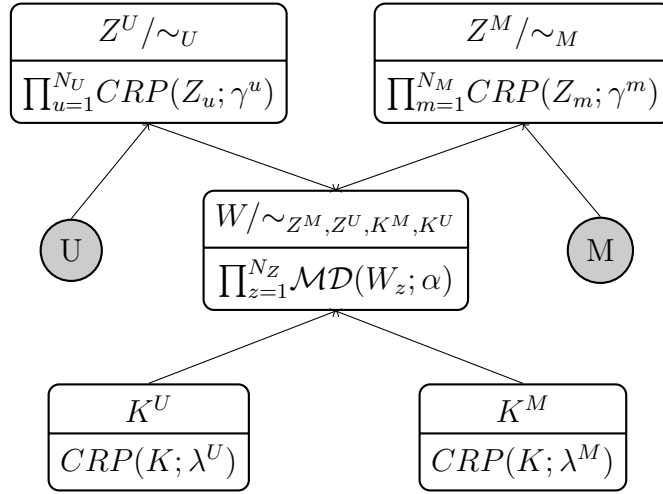 Z^U/∼_U
∏_{u=1}^{N_U} CRP(Z_u; γ^u)
Z^M/∼_M
∏_{m=1}^{N_M} CRP(Z_m; γ^m)
U
W/∼_{Z^M,Z^U,K^M,K^U}
∏_{z=1}^{N_Z} 𝓜𝓓(W_z; α)
M
K^U
CRP(K; λ^U)
K^M
CRP(K; λ^M)